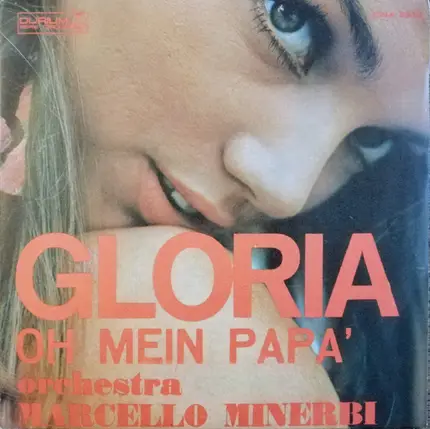 DURIUM
GLORIA
OH MEIN PAPA'
orchestra
MARCELLO MINERBI